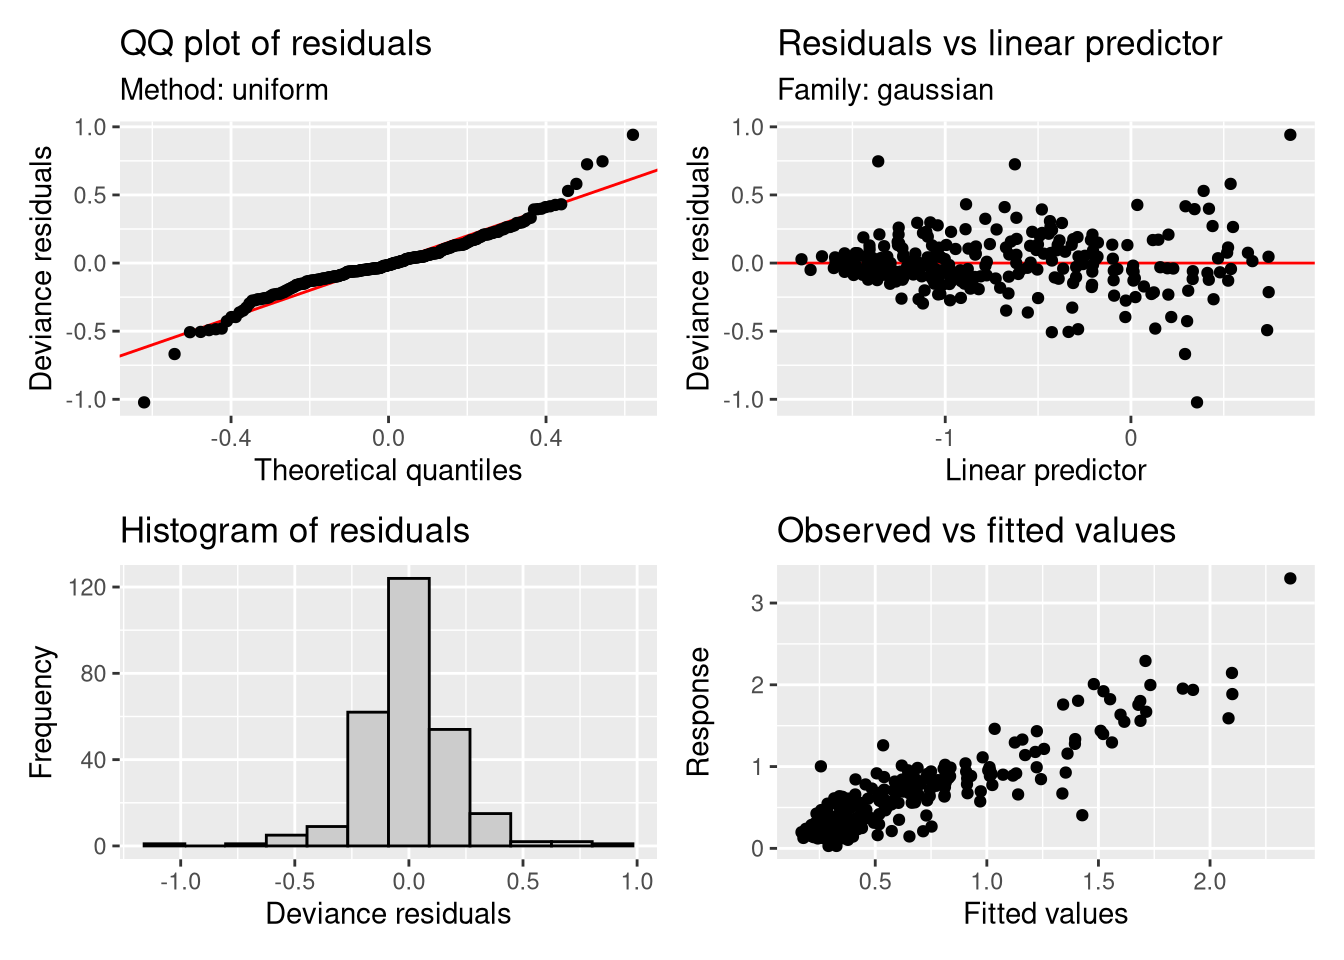 QQ plot of residuals
Method: uniform
1.0
0.5
0.0
-0.5
-1.0
Deviance residuals
-0.4
0.0
0.4
Theoretical quantiles
Residuals vs linear predictor
Family: gaussian
1.0
0.5
0.0
-0.5
-1.0
Deviance residuals
-1
0
Linear predictor
Histogram of residuals
120
80
40
0
Frequency
-1.0
-0.5
0.0
0.5
1.0
Deviance residuals
Observed vs fitted values
3
2
1
0
Response
0.5
1.0
1.5
2.0
Fitted values